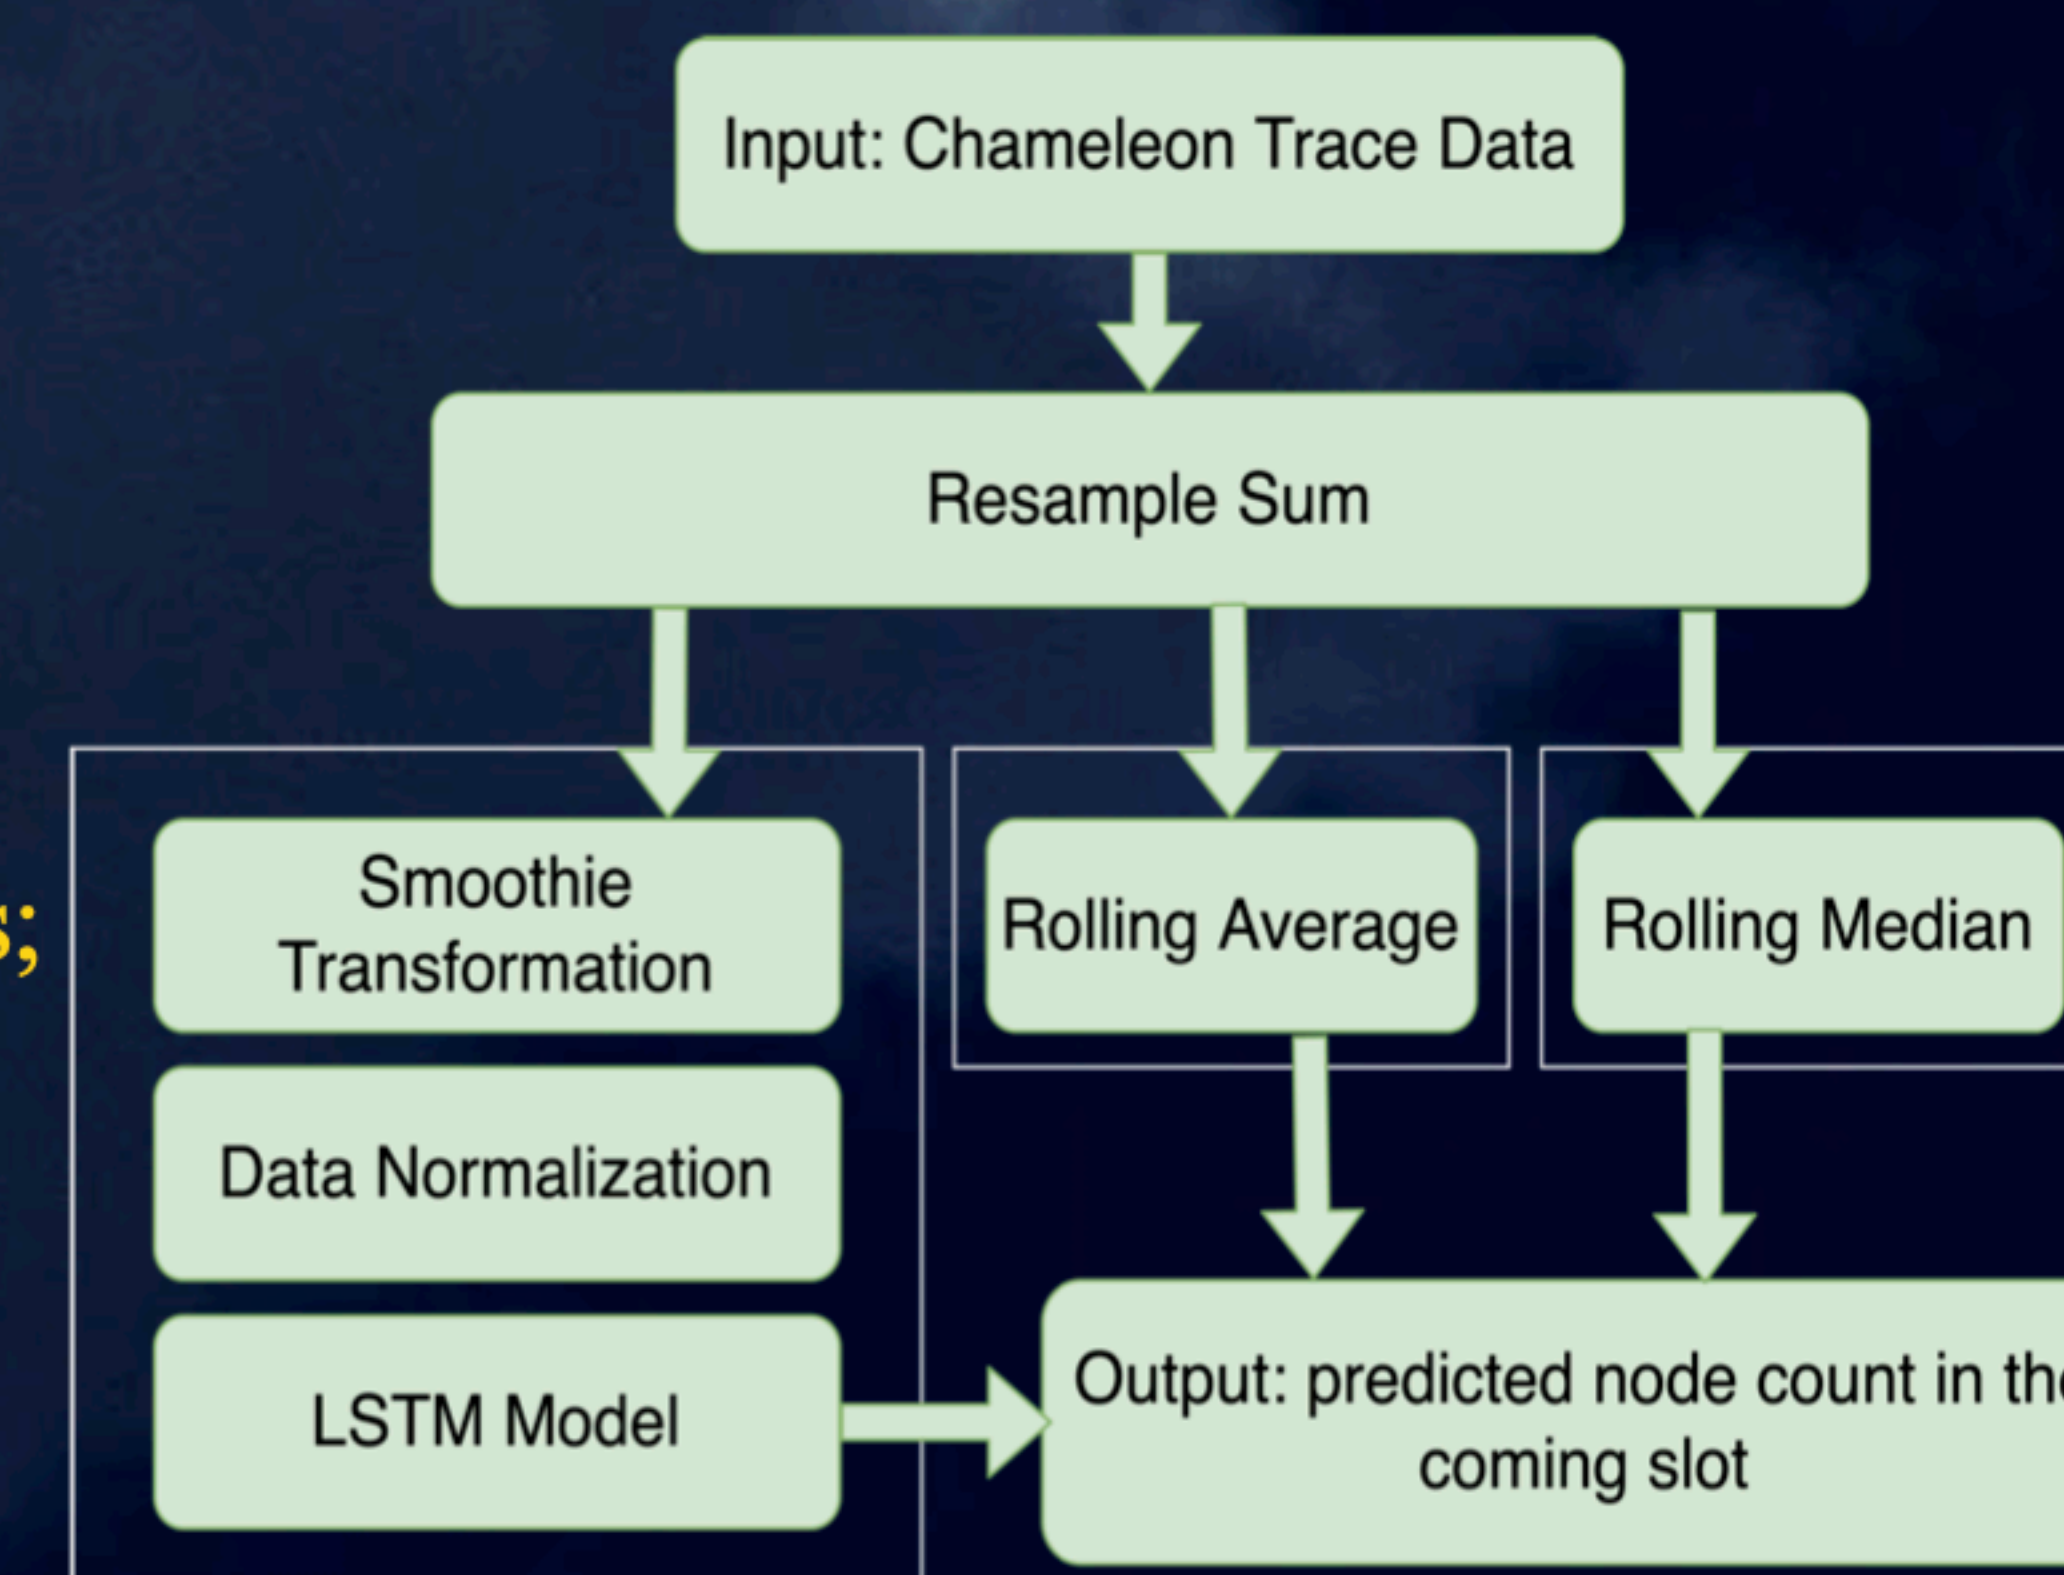 Input: Chameleon Trace Data
Resample Sum
s;
Smoothie
Transformation
Rolling Average
Rolling Median
Data Normalization
LSTM Model
Output: predicted node count in the
coming slot